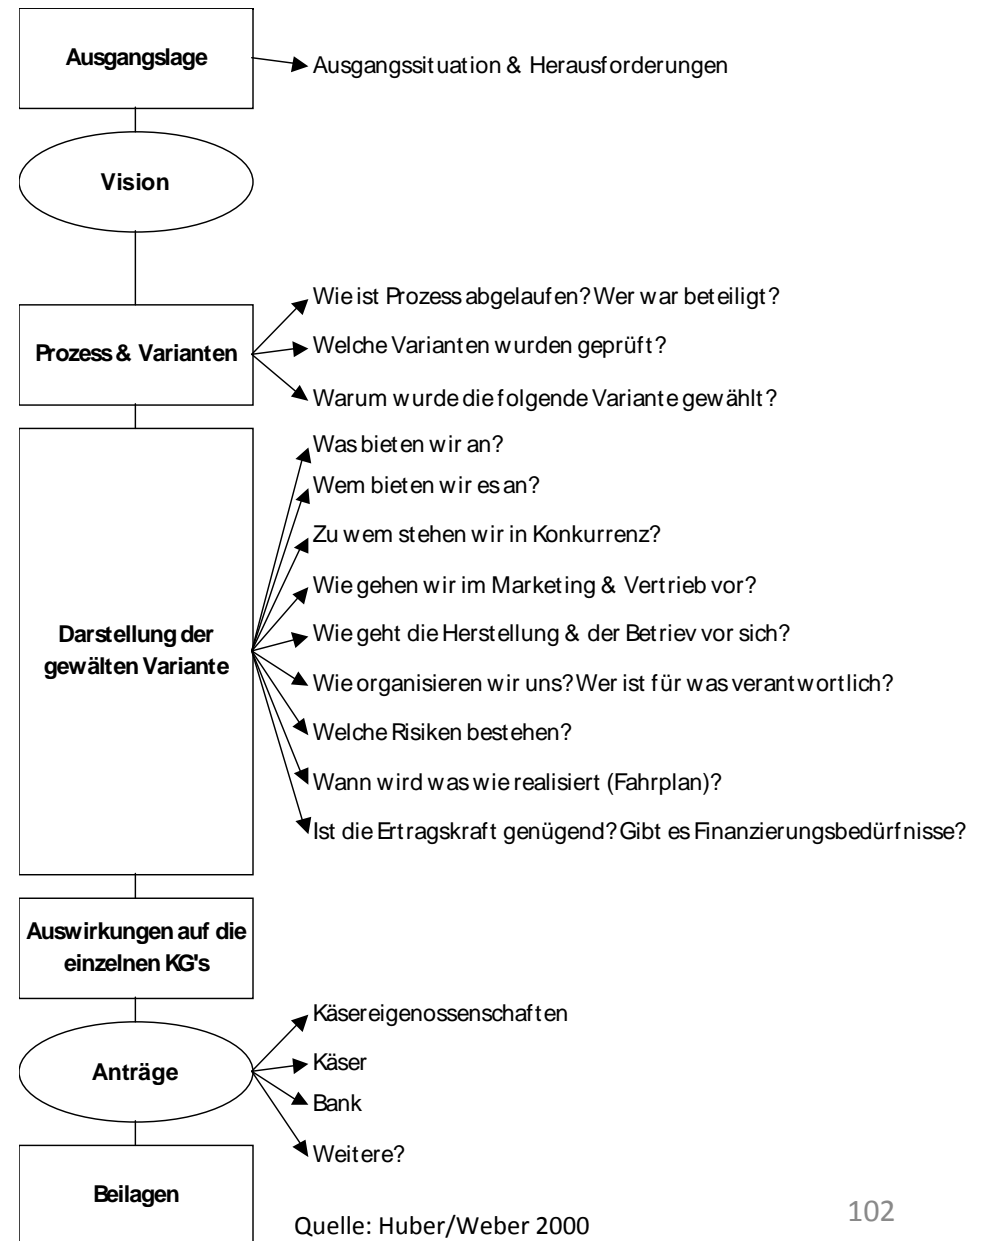 Ausgangslage
Ausgangssituation & Herausforderungen
Vision
Wie ist Prozess abgelaufen? Wer war beteiligt?
Prozess & Varianten
Welche Varianten wurden geprüft?
Warum wurde die folgende Variante gewählt?
Was bieten wir an?
Wem bieten wir es an?
Zu wem stehen wir in Konkurrenz?
Wie gehen wir im Marketing & Vertrieb vor?
Darstellung der
gewälten Variante
Wie geht die Herstellung & der Betriev vor sich?
Wie organisieren wir uns? Wer ist für was verantwortlich?
Welche Risiken bestehen?
Wann wird was wie realisiert (Fahrplan)?
Ist die Ertragskraft genügend? Gibt es Finanzierungsbedürfnisse?
Auswirkungen auf die
einzelnen KG's
Käsereigenossenschaften
Anträge
Käser
Bank
Weitere?
Beilagen
Quelle: Huber/Weber 2000
102